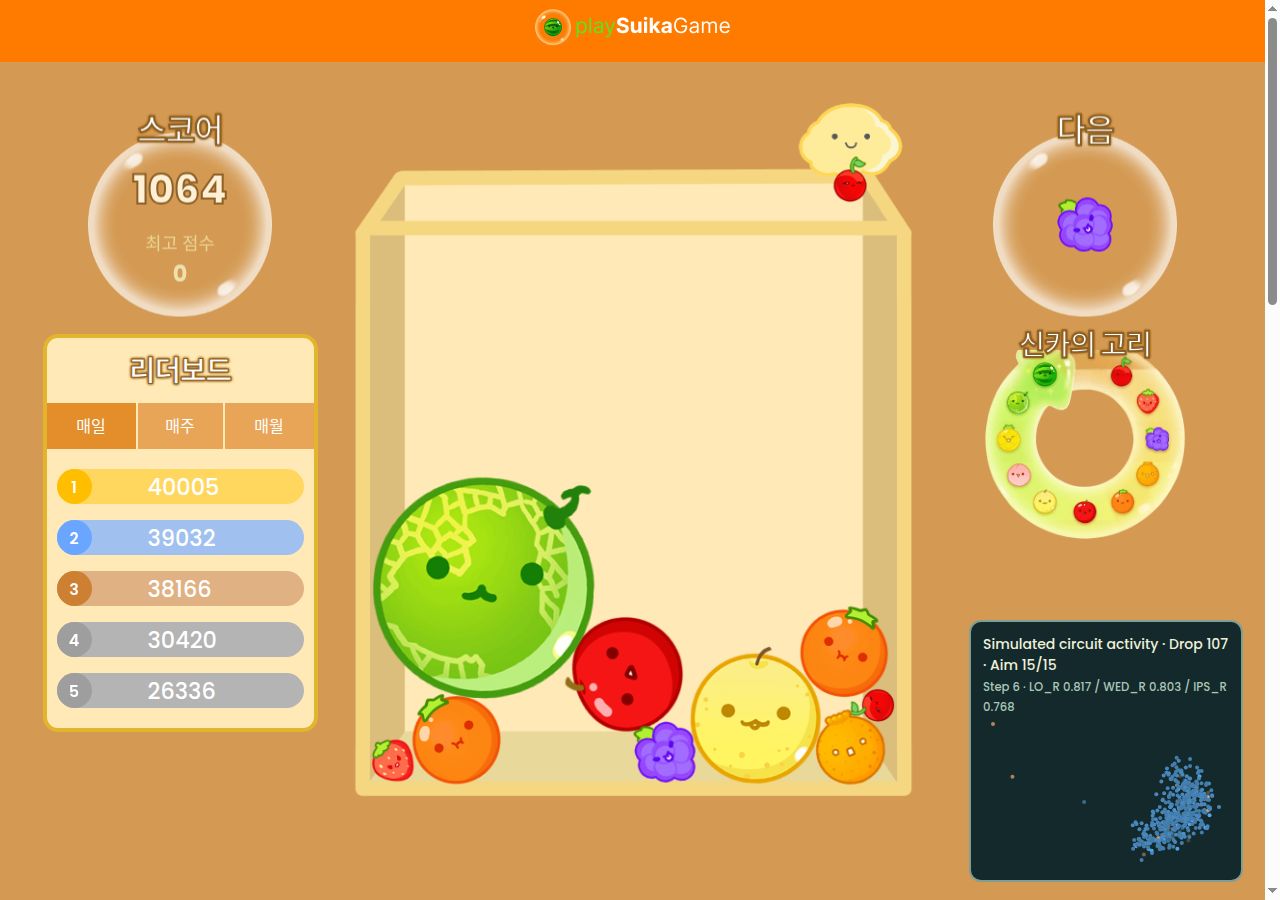 playSuikaGame
스코어
1064
최고 점수
0
다음
신카의 고리
리더보드
매일 매주 매월
1 40005
2 39032
3 38166
4 30420
5 26336
Simulated circuit activity · Drop 107
· Aim 15/15
Step 6 · LO_R 0.817 / WED_R 0.803 / IPS_R
0.768